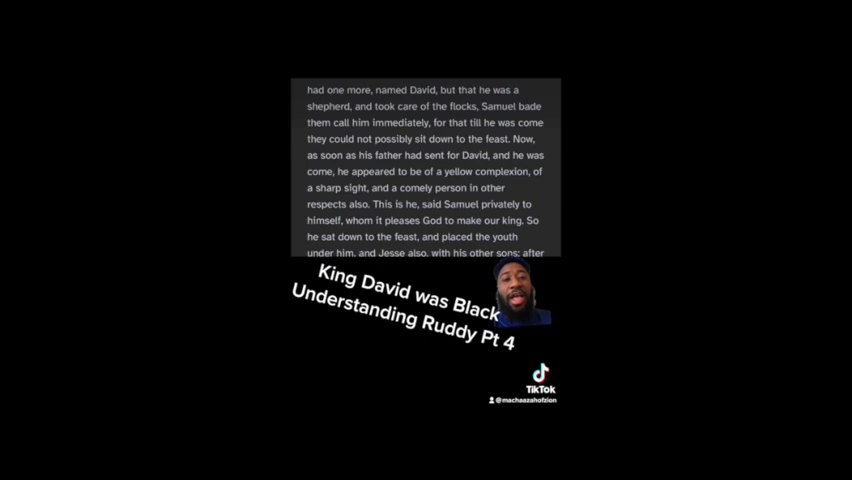 had one more, named David, but that he was a
shepherd, and took care of the flocks, Samuel bade
them call him immediately, for that till he was come
they could not possibly sit down to the feast. Now,
as soon as his father had sent for David, and he was
come, he appeared to be of a yellow complexion, of
a sharp sight, and a comely person in other
respects also. This is he, said Samuel privately to
himself, whom it pleases God to make our king. So
he sat down to the feast, and placed the youth
under him, and Jesse also, with his other sons; after
King David was Black
Understanding Ruddy Pt 4
TikTok
@machaazahofzion